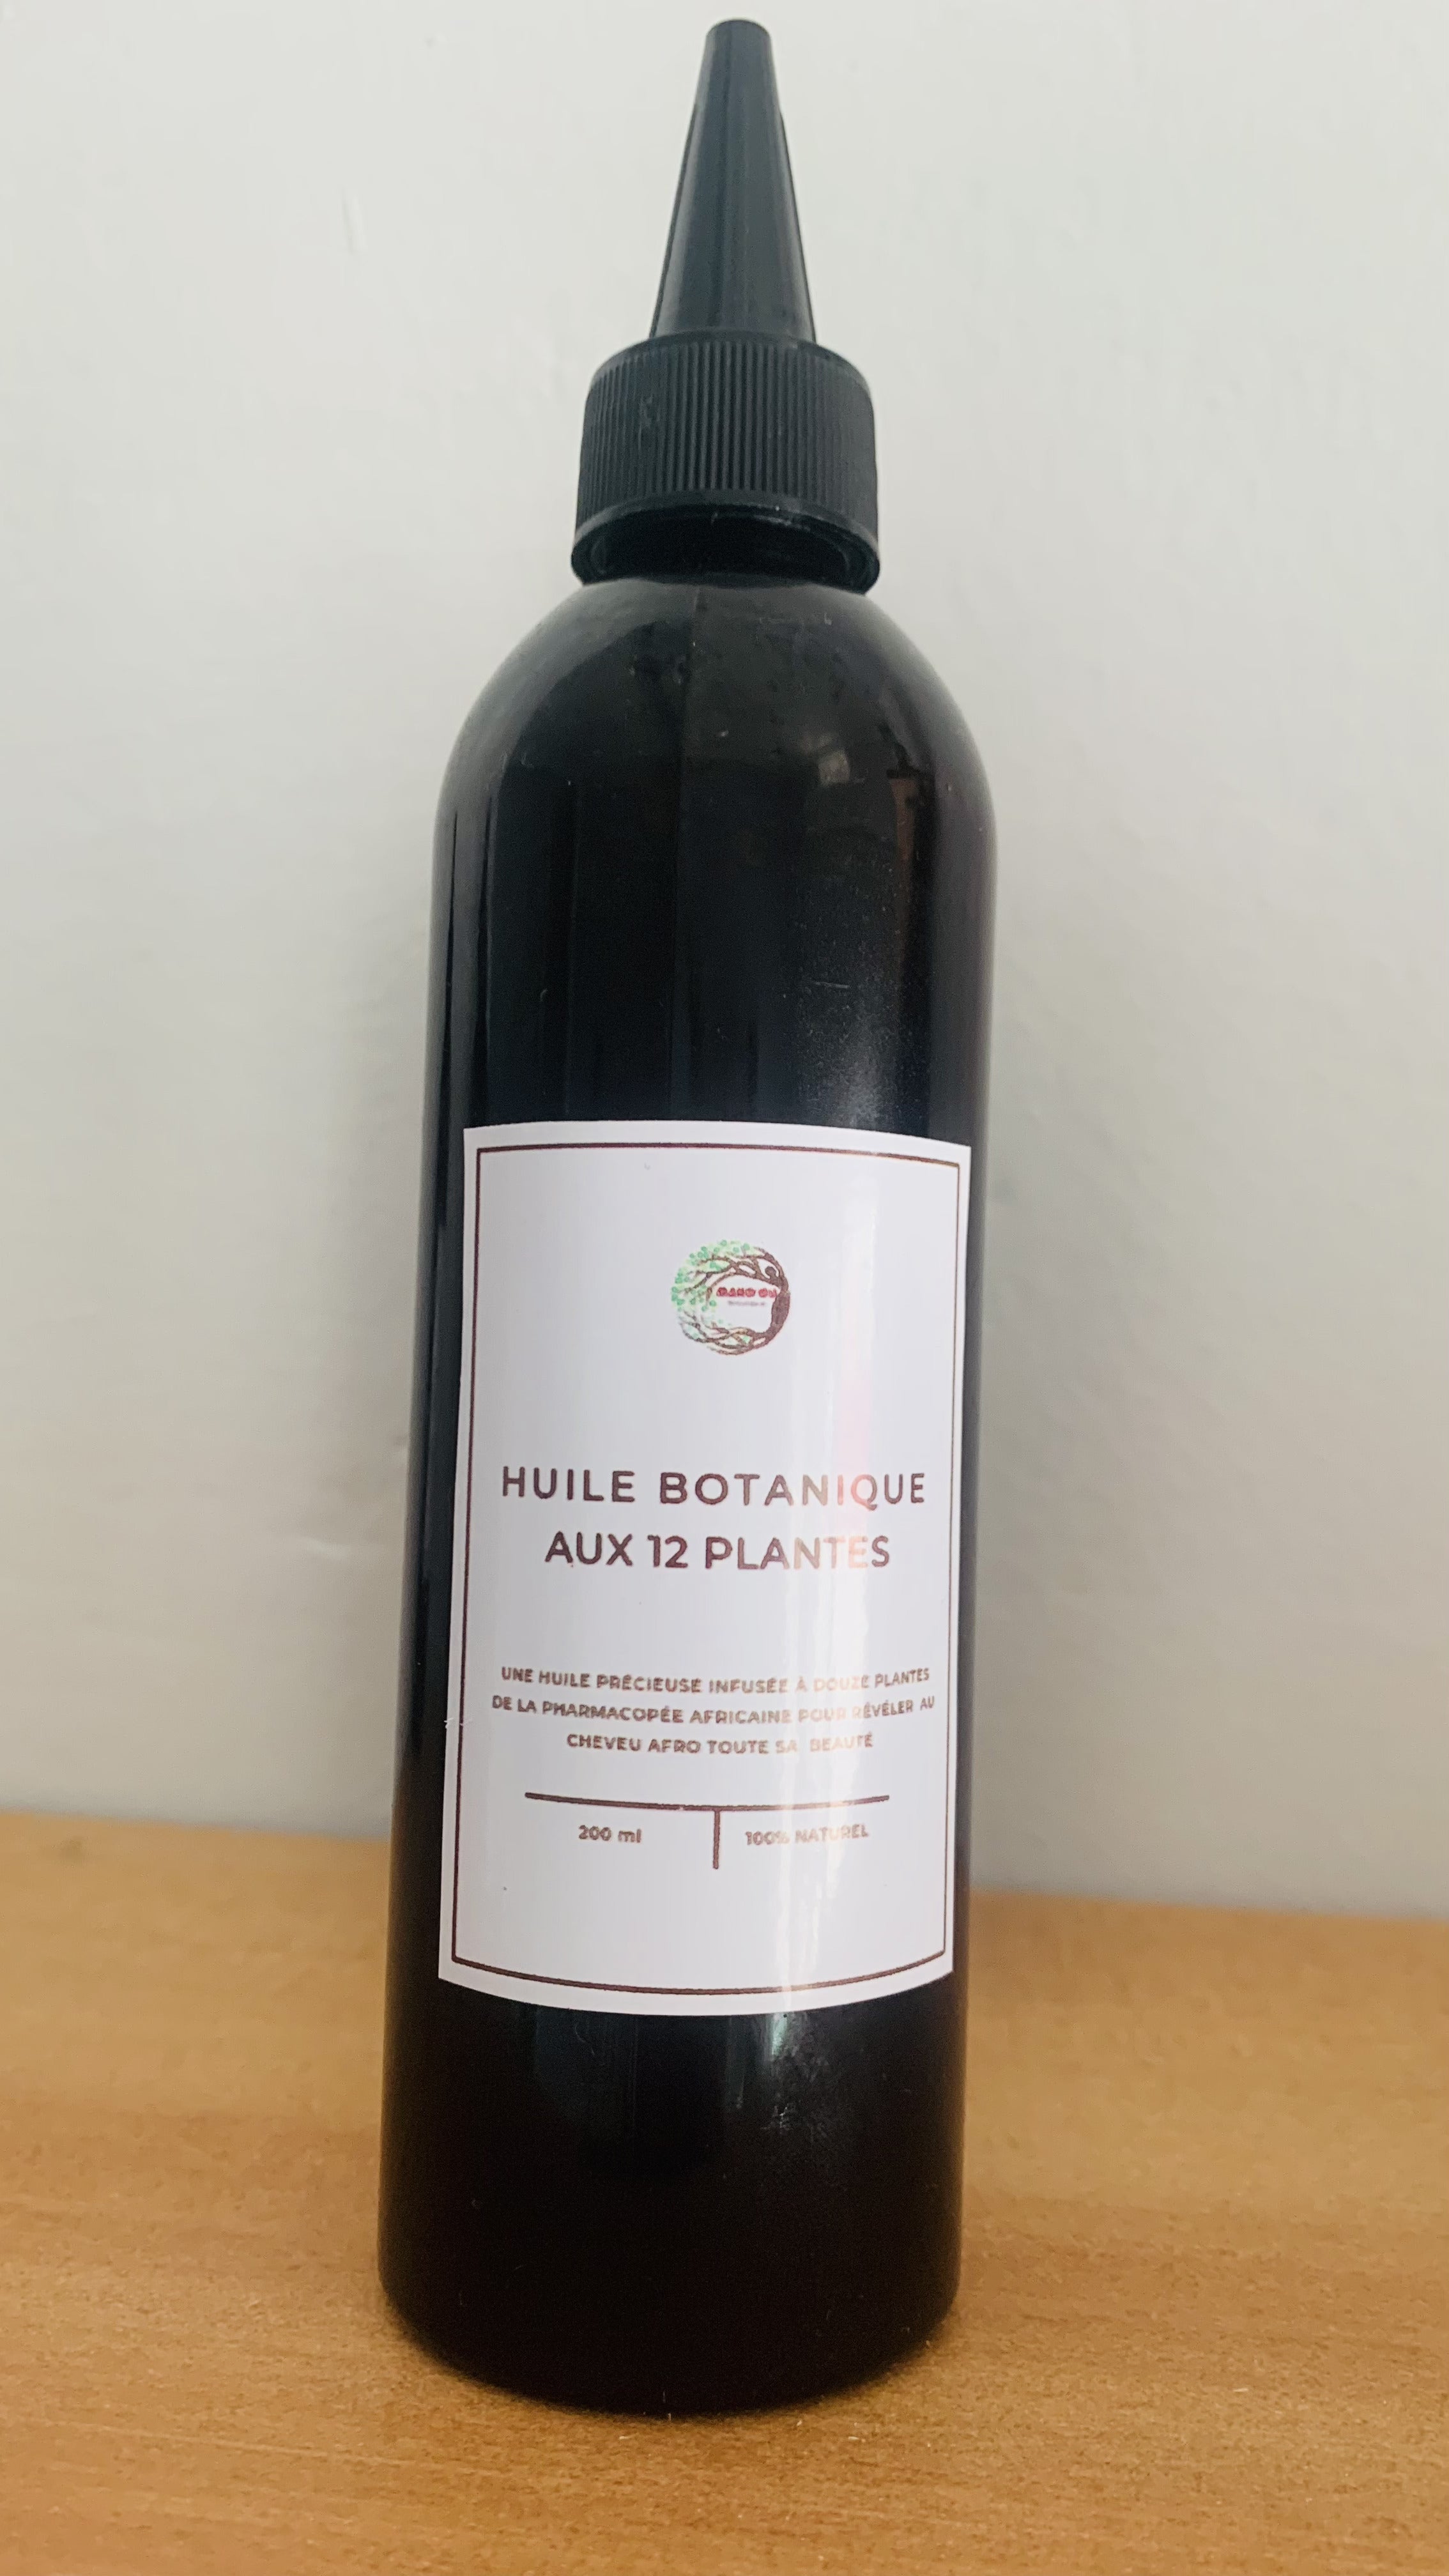 HUILE BOTANIQUE
AUX 12 PLANTES
UNE HUILE PRÉCIEUSE INFUSÉE À DOUZE PLANTES
DE LA PHARMACOPÉE AFRICAINE POUR RÉVÉLER AU
CHEVEU AFRO TOUTE SA BEAUTÉ
200 ml
100% NATUREL